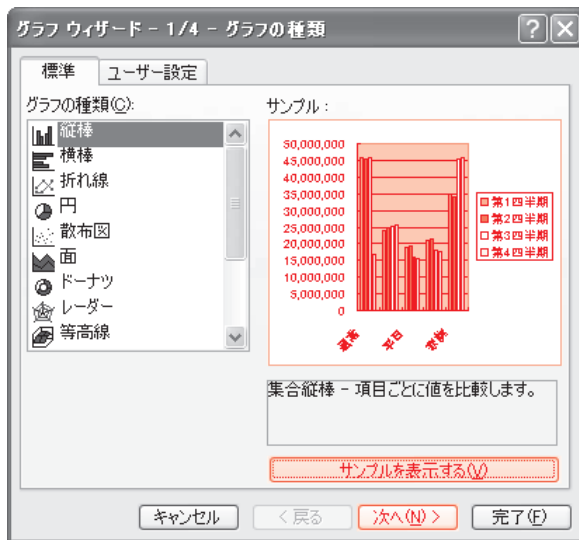 グラフ ウィザード - 1/4 - グラフの種類
標準
ユーザー設定
グラフの種類(C):
縦棒
横棒
折れ線
円
散布図
面
ドーナツ
レーダー
等高線
サンプル:
50,000,000
45,000,000
40,000,000
35,000,000
30,000,000
25,000,000
20,000,000
15,000,000
10,000,000
5,000,000
0
第1四半期
第2四半期
第3四半期
第4四半期
平日
集合縦棒 - 項目ごとに値を比較します。
サンプルを表示する(V)
キャンセル
< 戻る
次へ(N) >
完了(F)